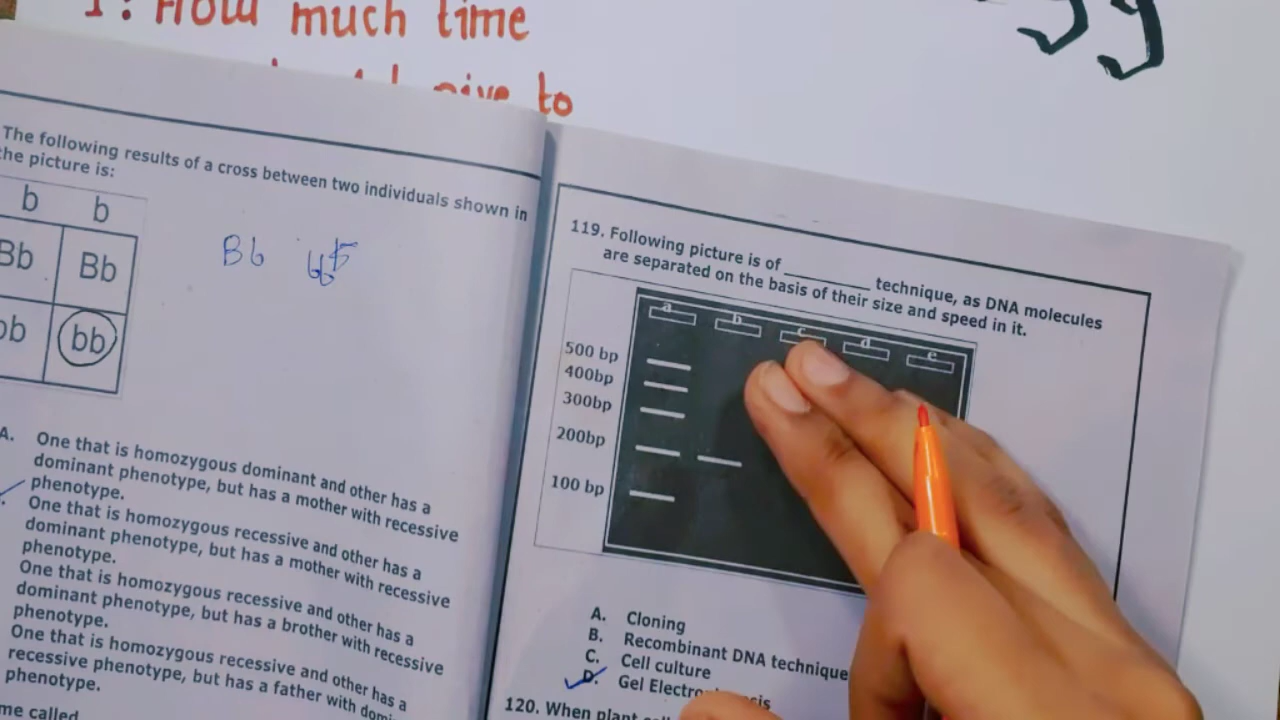 1: How much time
give to
The following results of a cross between two individuals shown in
the picture is:
b b
Bb Bb
bb bb
Bb bb
A. One that is homozygous dominant and other has a
dominant phenotype, but has a mother with recessive
phenotype.
One that is homozygous recessive and other has a
dominant phenotype, but has a mother with recessive
phenotype.
One that is homozygous recessive and other has a
dominant phenotype, but has a brother with recessive
phenotype.
One that is homozygous recessive and other has a
recessive phenotype, but has a father with
phenotype.
me called
119. Following picture is of ________ technique, as DNA molecules
are separated on the basis of their size and speed in it.
a b c d e
500 bp
400bp
300bp
200bp
100 bp
A. Cloning
B. Recombinant DNA technique
C. Cell culture
D. Gel
120. When plant